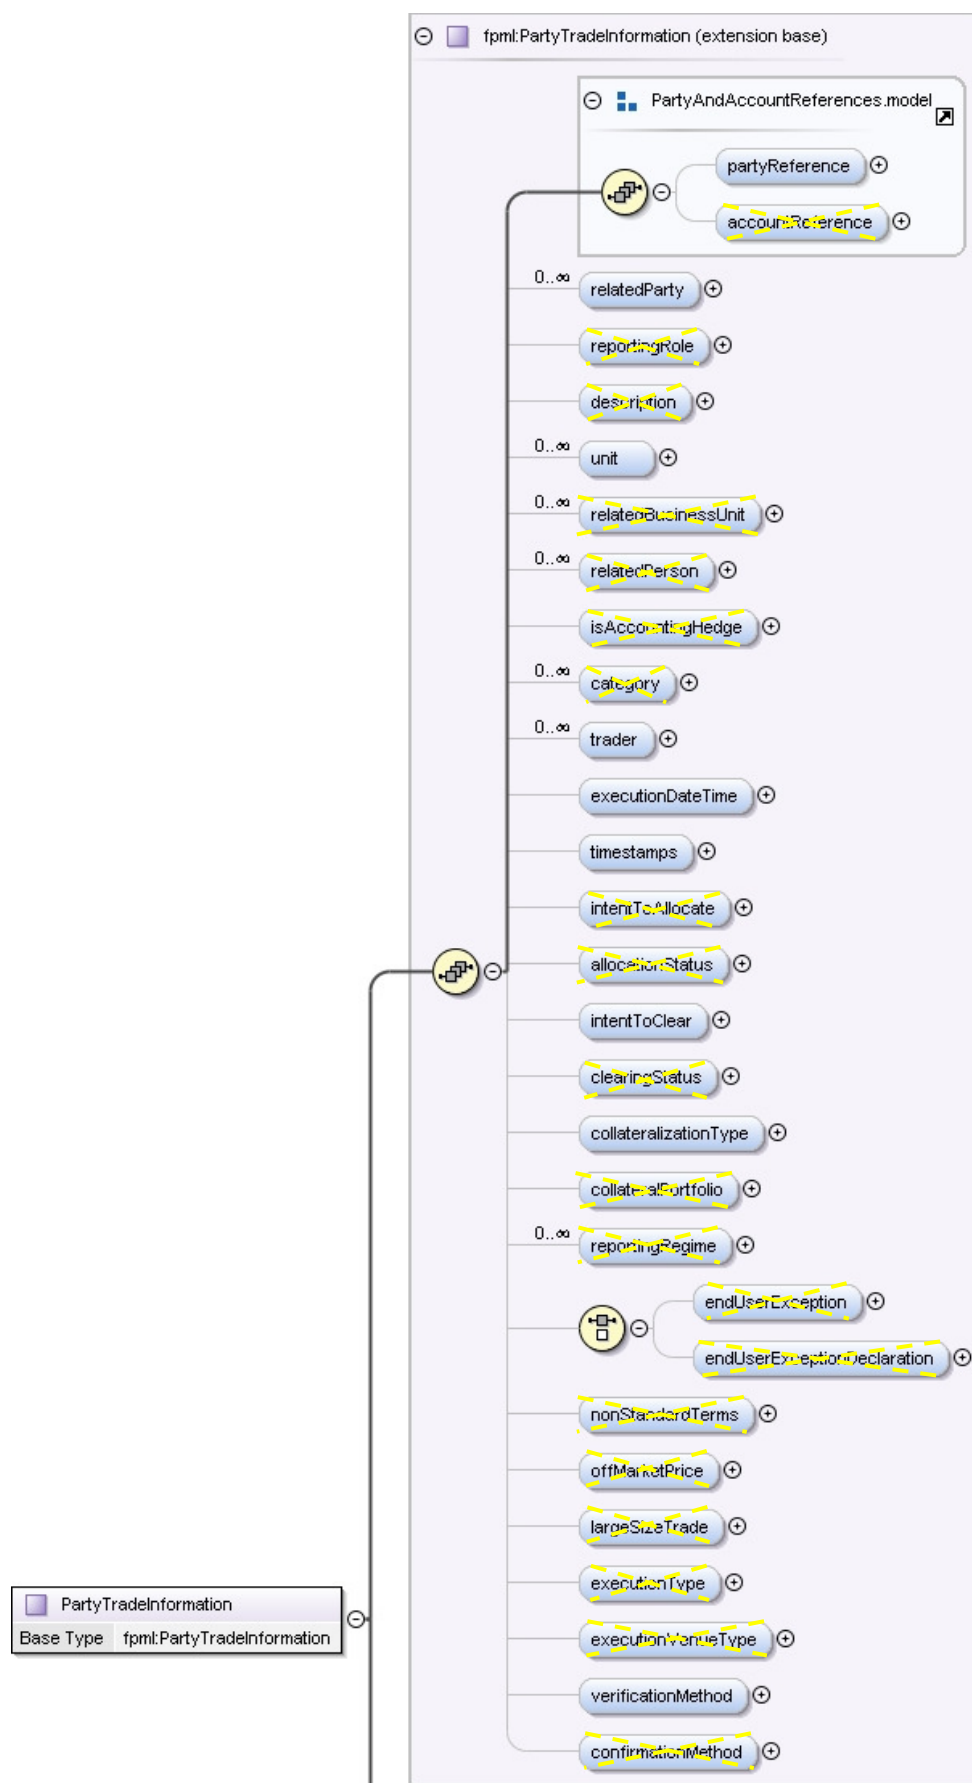 fpml:PartyTradeInformation (extension base)
PartyAndAccountReferences.model
partyReference
accountReference
0..∞
relatedParty
reportingRole
description
0..∞
unit
0..∞
relatedBusinessUnit
0..∞
relatedPerson
isAccountingHedge
0..∞
category
0..∞
trader
executionDateTime
timestamps
intentToAllocate
allocationStatus
intentToClear
clearingStatus
collateralizationType
collateralPortfolio
0..∞
reportingRegime
endUserException
endUserExceptionDeclaration
nonStandardTerms
offMarketPrice
largeSizeTrade
executionType
PartyTradeInformation
Base Type fpml:PartyTradeInformation
executionVenueType
verificationMethod
confirmationMethod